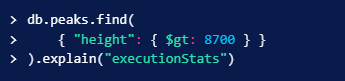 > db.peaks.find(
>     { "height": { $gt: 8700 } }
> ).explain("executionStats")